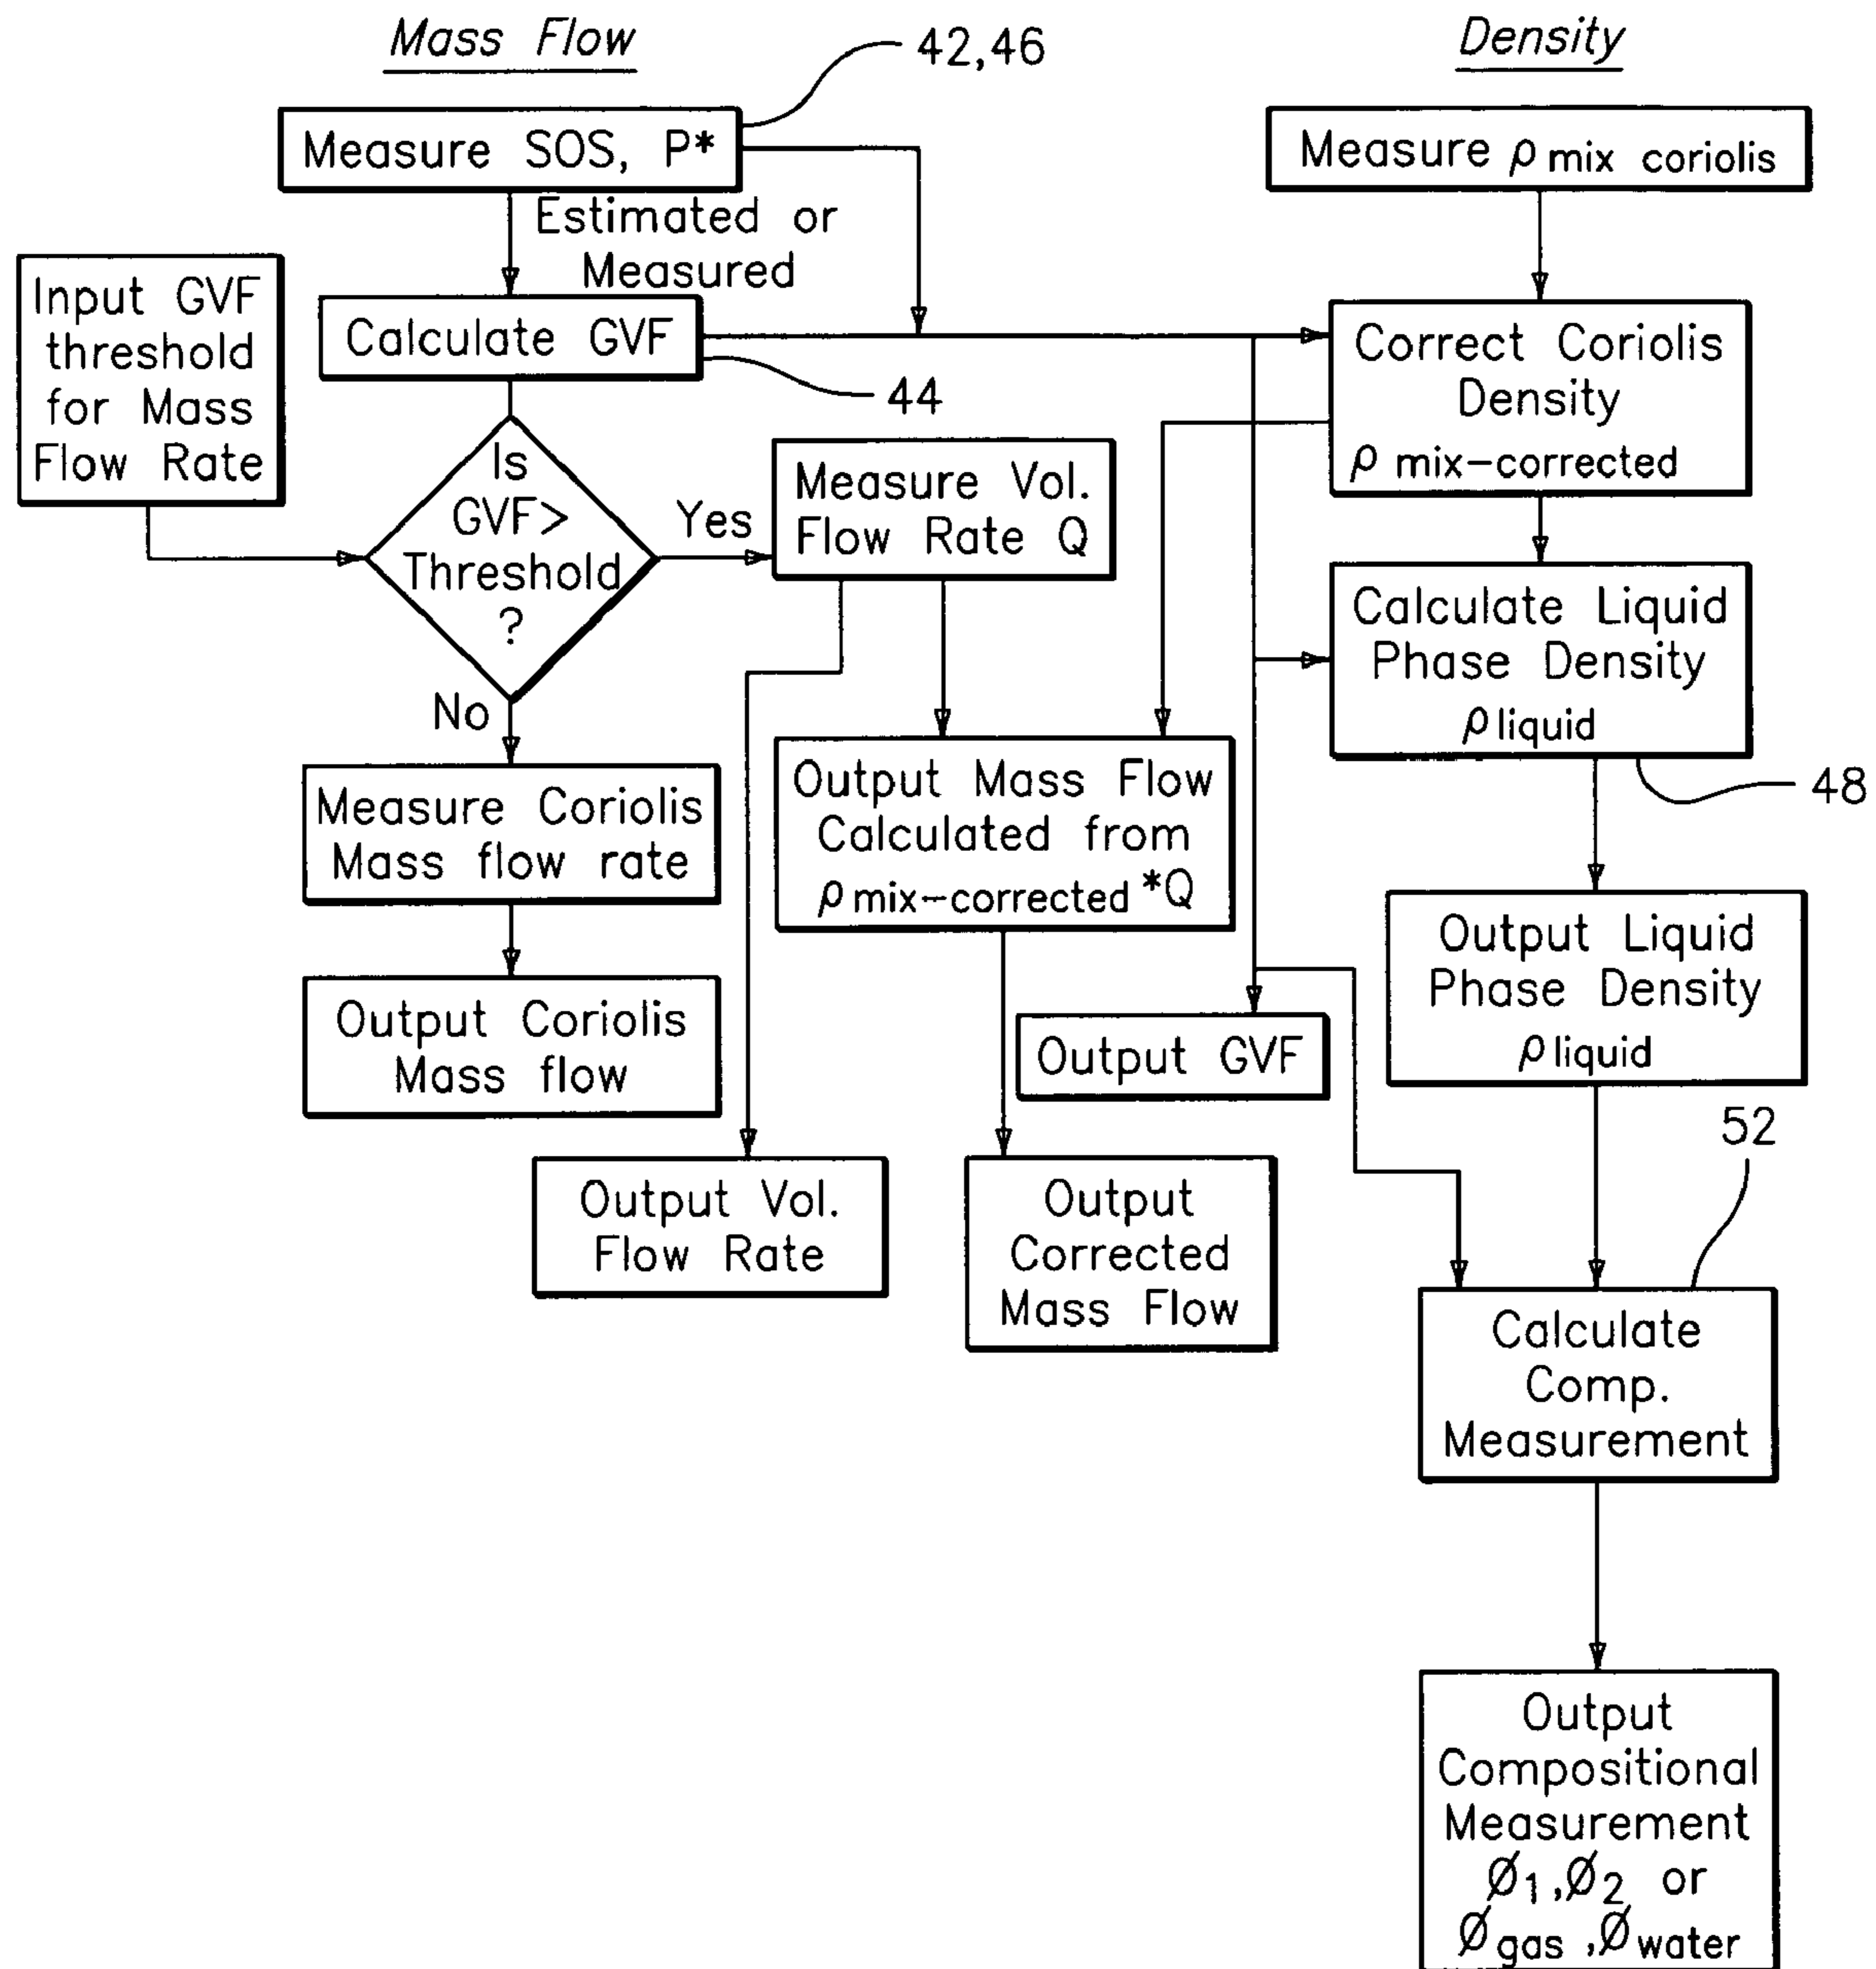 Mass Flow
42,46
Density
Measure SOS, P*
Measure ρ mix coriolis
Estimated or
Measured
Input GVF
threshold
for Mass
Flow Rate
Calculate GVF
44
Correct Coriolis
Density
ρ mix-corrected
Is
GVF>
Threshold
?
Yes
No
Measure Vol.
Flow Rate Q
Calculate Liquid
Phase Density
ρ liquid
48
Measure Coriolis
Mass flow rate
Output Mass Flow
Calculated from
ρ mix-corrected *Q
Output Liquid
Phase Density
ρ liquid
Output Coriolis
Mass flow
Output GVF
52
Output Vol.
Flow Rate
Output
Corrected
Mass Flow
Calculate
Comp.
Measurement
Output
Compositional
Measurement
Ø1,Ø2 or
Øgas ,Øwater